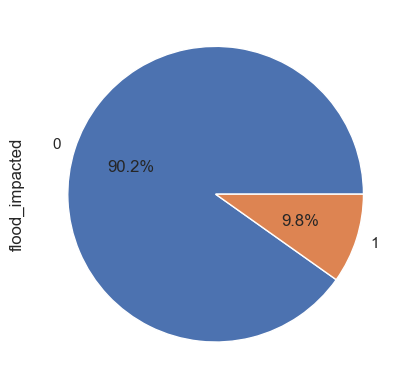 flood_impacted
0
90.2%
9.8%
1